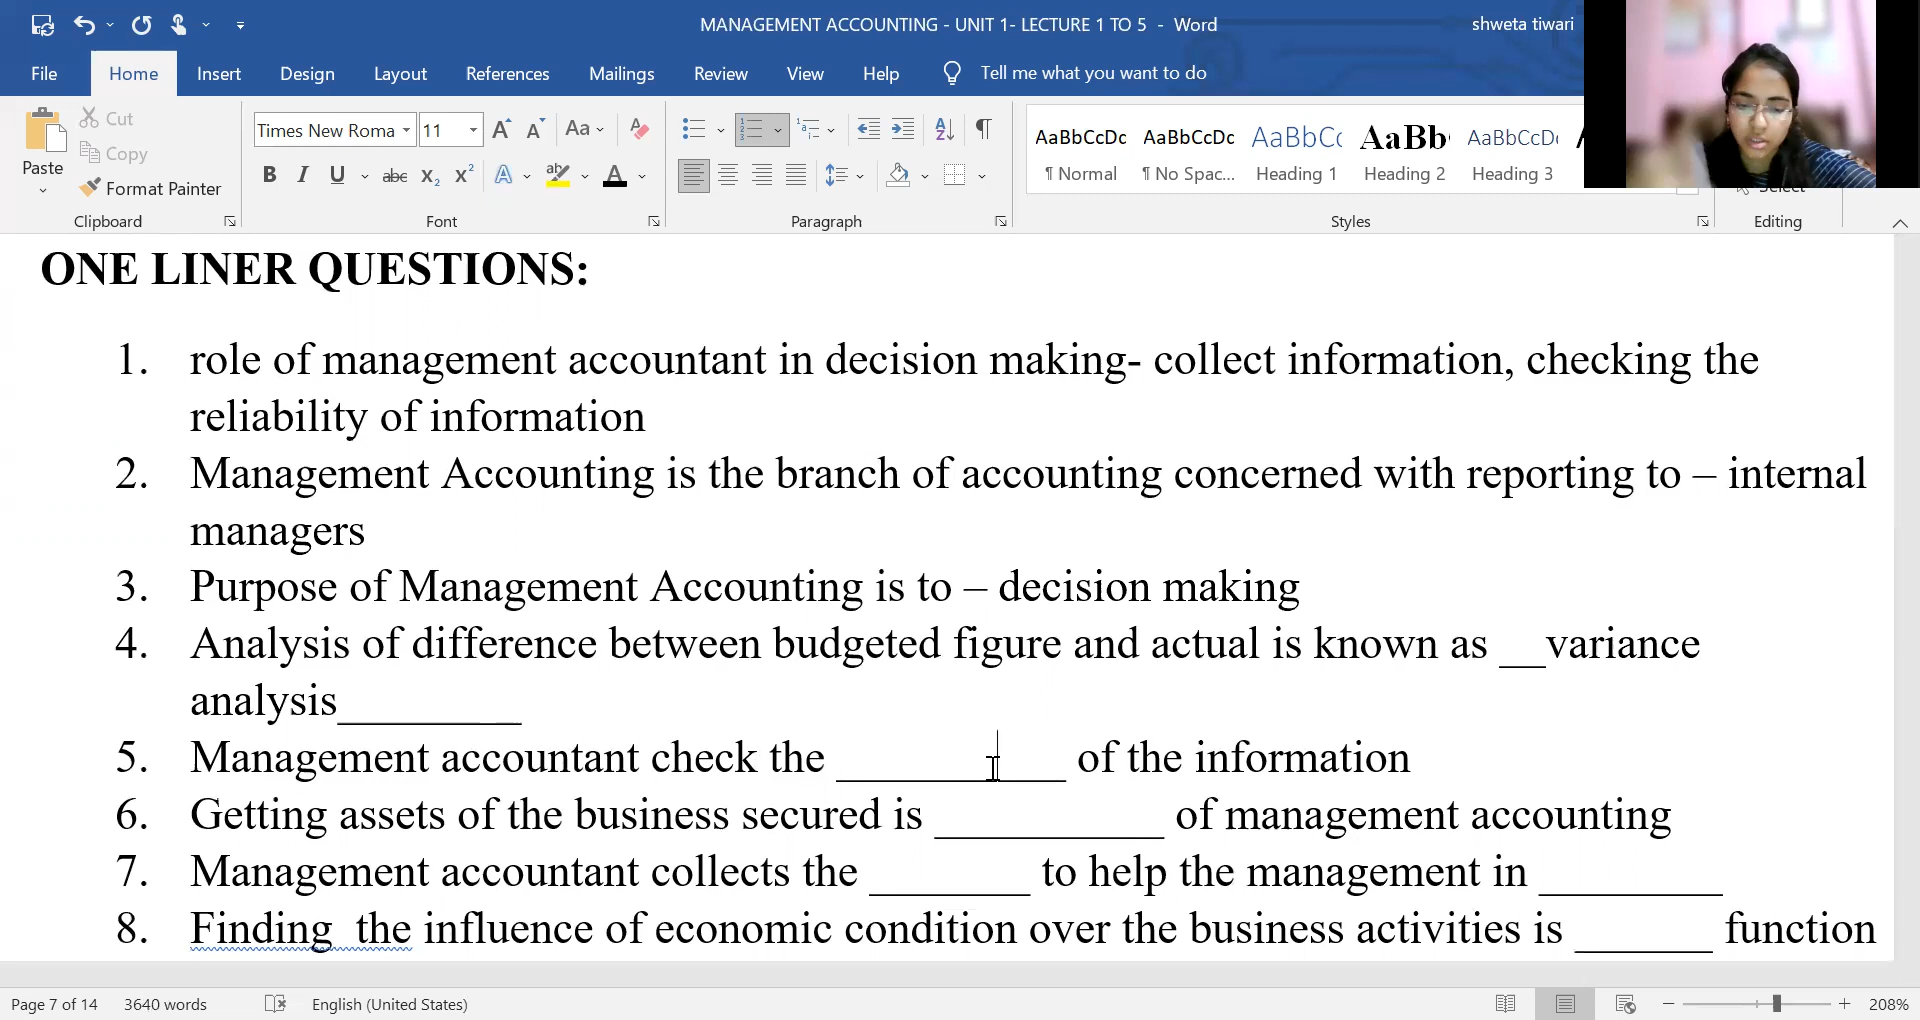 MANAGEMENT ACCOUNTING - UNIT 1- LECTURE 1 TO 5 - Word
shweta tiwari
File Home Insert Design Layout References Mailings Review View Help Tell me what you want to do
Cut
Copy
Paste
Format Painter
Times New Roma 11
AaBbCcDc AaBbCcDc AaBbC AaBb AaBbCcD
¶ Normal ¶ No Spac... Heading 1 Heading 2 Heading 3
Select
Clipboard Font Paragraph Styles Editing
ONE LINER QUESTIONS:
1. role of management accountant in decision making- collect information, checking the
reliability of information
2. Management Accounting is the branch of accounting concerned with reporting to – internal
managers
3. Purpose of Management Accounting is to – decision making
4. Analysis of difference between budgeted figure and actual is known as __variance
analysis________
5. Management accountant check the __________ of the information
6. Getting assets of the business secured is __________ of management accounting
7. Management accountant collects the _______ to help the management in ________
8. Finding  the influence of economic condition over the business activities is ______ function
Page 7 of 14 3640 words English (United States) 208%